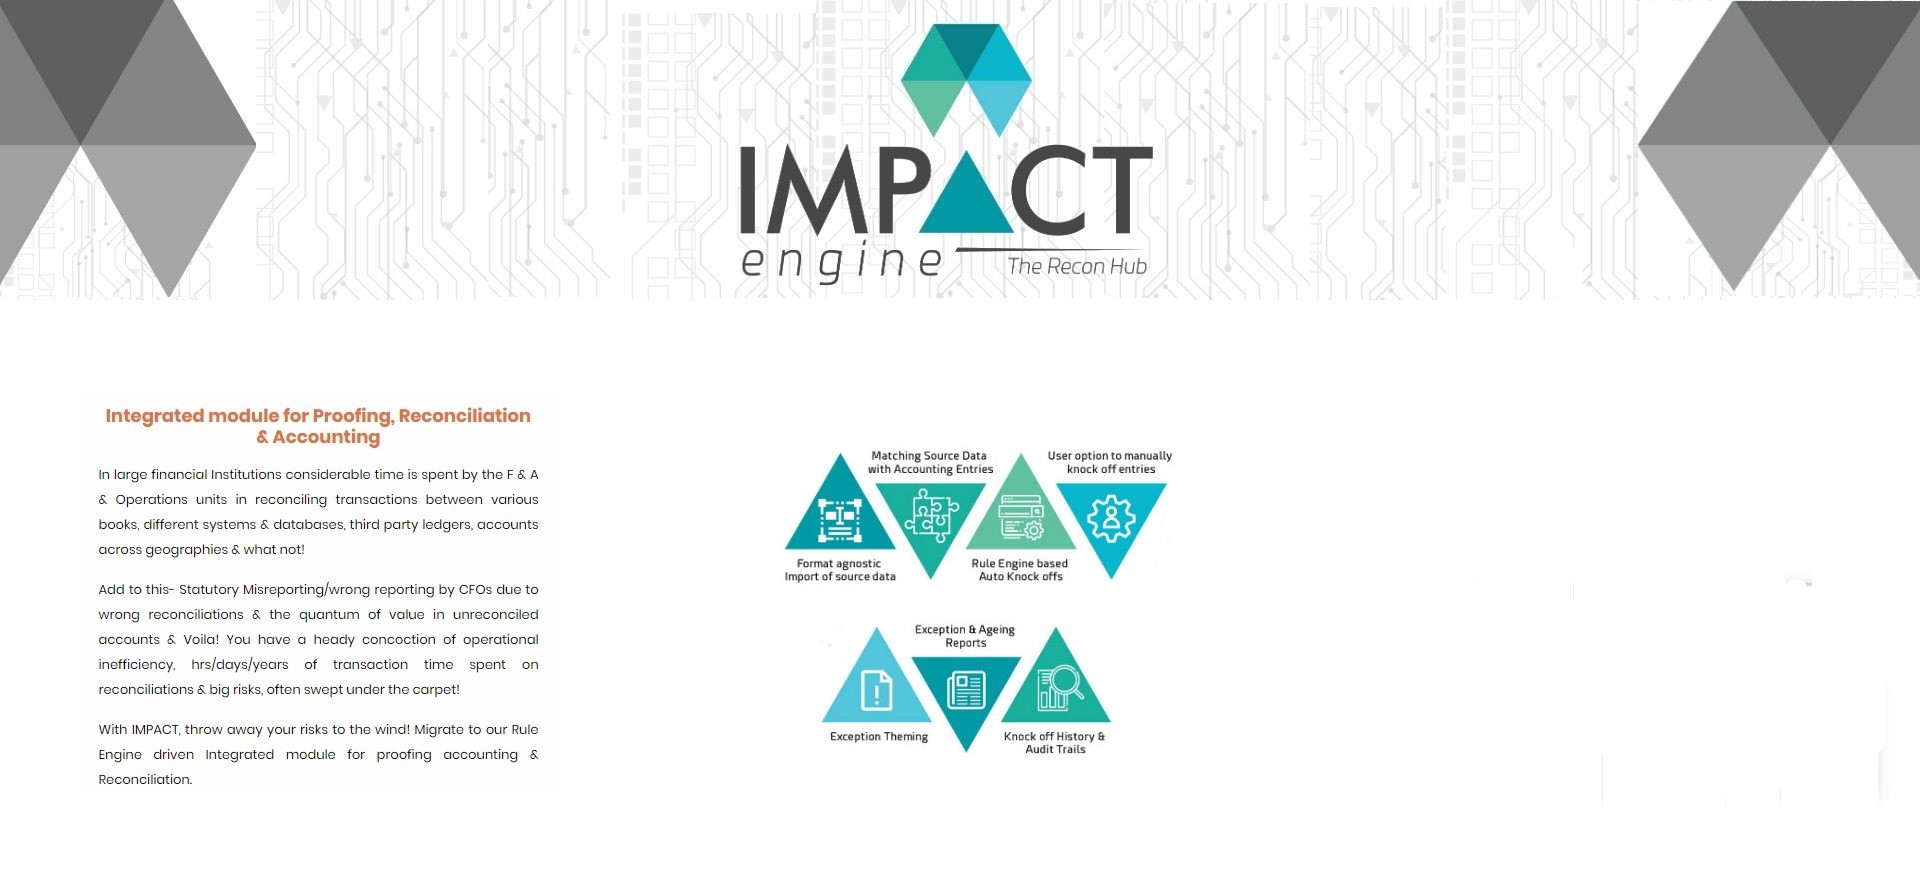 IMPACT
engine
The Recon Hub
Integrated module for Proofing, Reconciliation
& Accounting
In large financial Institutions considerable time is spent by the F & A
& Operations units in reconciling transactions between various
books, different systems & databases, third party ledgers, accounts
across geographies & what not!
Add to this- Statutory Misreporting/wrong reporting by CFOs due to
wrong reconciliations & the quantum of value in unreconciled
accounts & Voila! You have a heady concoction of operational
inefficiency, hrs/days/years of transaction time spent on
reconciliations & big risks, often swept under the carpet!
With IMPACT, throw away your risks to the wind! Migrate to our Rule
Engine driven Integrated module for proofing accounting &
Reconciliation.
Matching Source Data
with Accounting Entries
User option to manually
knock off entries
Format agnostic
Import of source data
Rule Engine based
Auto Knock offs
Exception & Ageing
Reports
Exception Theming
Knock off History &
Audit Trails